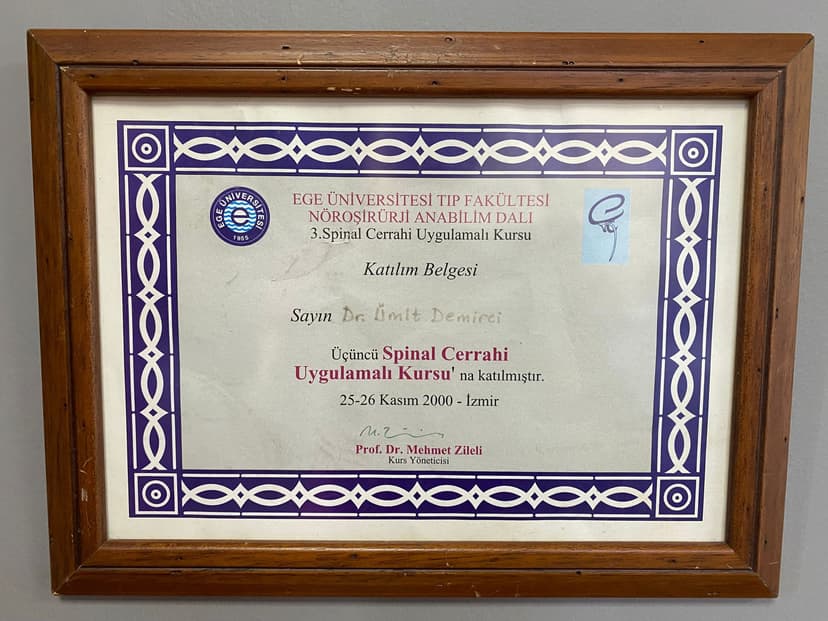 EGE ÜNİVERSİTESİ
1955
EGE ÜNİVERSİTESİ TIP FAKÜLTESİ
NÖROŞİRÜRJİ ANABİLİM DALI
3.Spinal Cerrahi Uygulamalı Kursu
Katılım Belgesi
Sayın Dr. Ümit Demirci
Üçüncü Spinal Cerrahi
Uygulamalı Kursu' na katılmıştır.
25-26 Kasım 2000 - İzmir
Prof. Dr. Mehmet Zileli
Kurs Yöneticisi